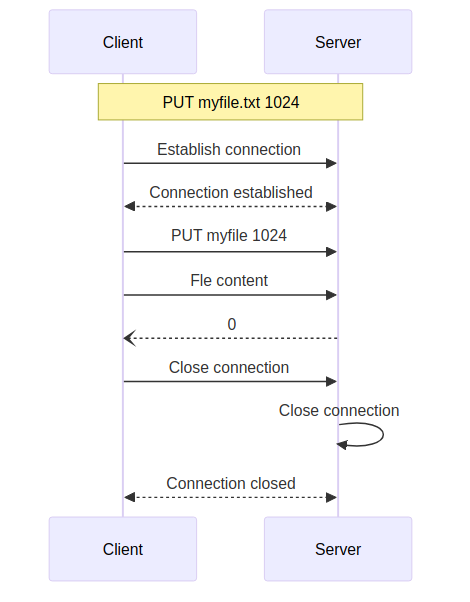 Client
Server
PUT myfile.txt 1024
Establish connection
Connection established
PUT myfile 1024
Fle content
0
Close connection
Close connection
Connection closed
Client
Server